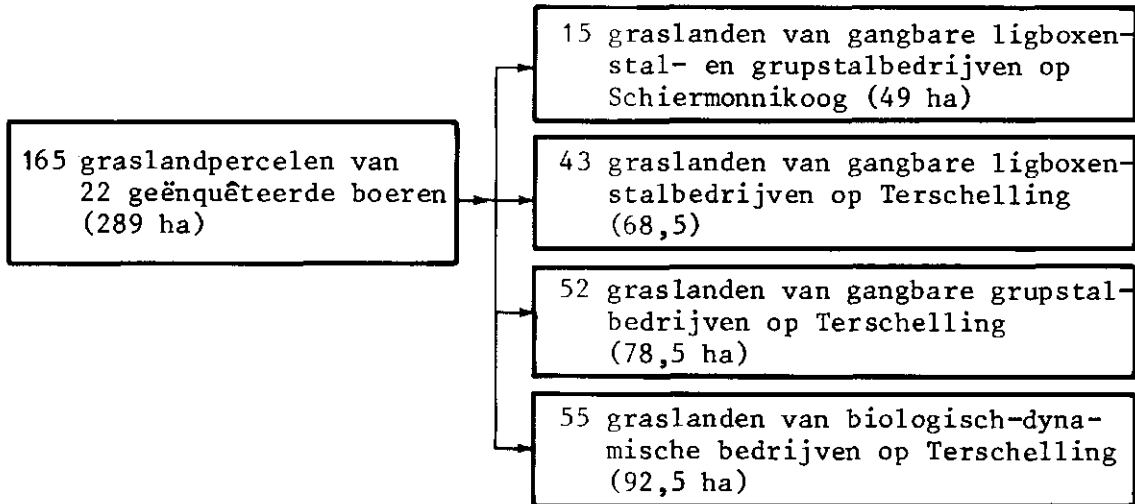 165 graslandpercelen van
22 geënquêteerde boeren
(289 ha)
15 graslanden van gangbare ligboxen-
stal- en grupstalbedrijven op
Schiermonnikoog (49 ha)
43 graslanden van gangbare ligboxen-
stalbedrijven op Terschelling
(68,5)
52 graslanden van gangbare grupstal-
bedrijven op Terschelling
(78,5 ha)
55 graslanden van biologisch-dyna-
mische bedrijven op Terschelling
(92,5 ha)